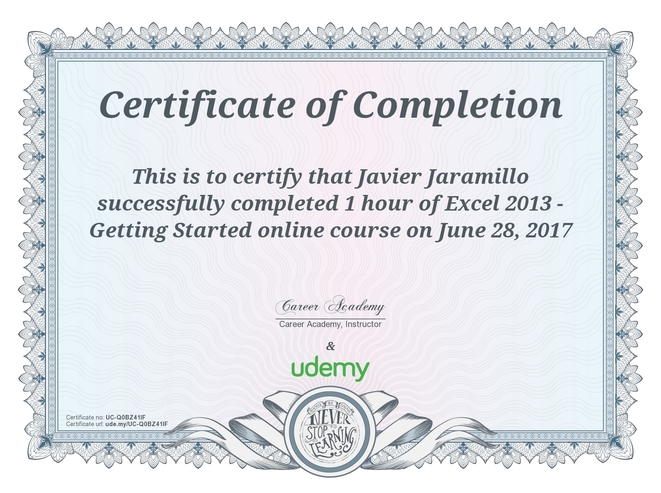 Certificate of Completion
This is to certify that Javier Jaramillo
successfully completed 1 hour of Excel 2013 -
Getting Started online course on June 28, 2017
Career Academy
Career Academy, Instructor
&
udemy
Certificate no: UC-Q0BZ41IF
Certificate url: ude.my/UC-Q0BZ41IF
NEVER
STOP
LEARNING